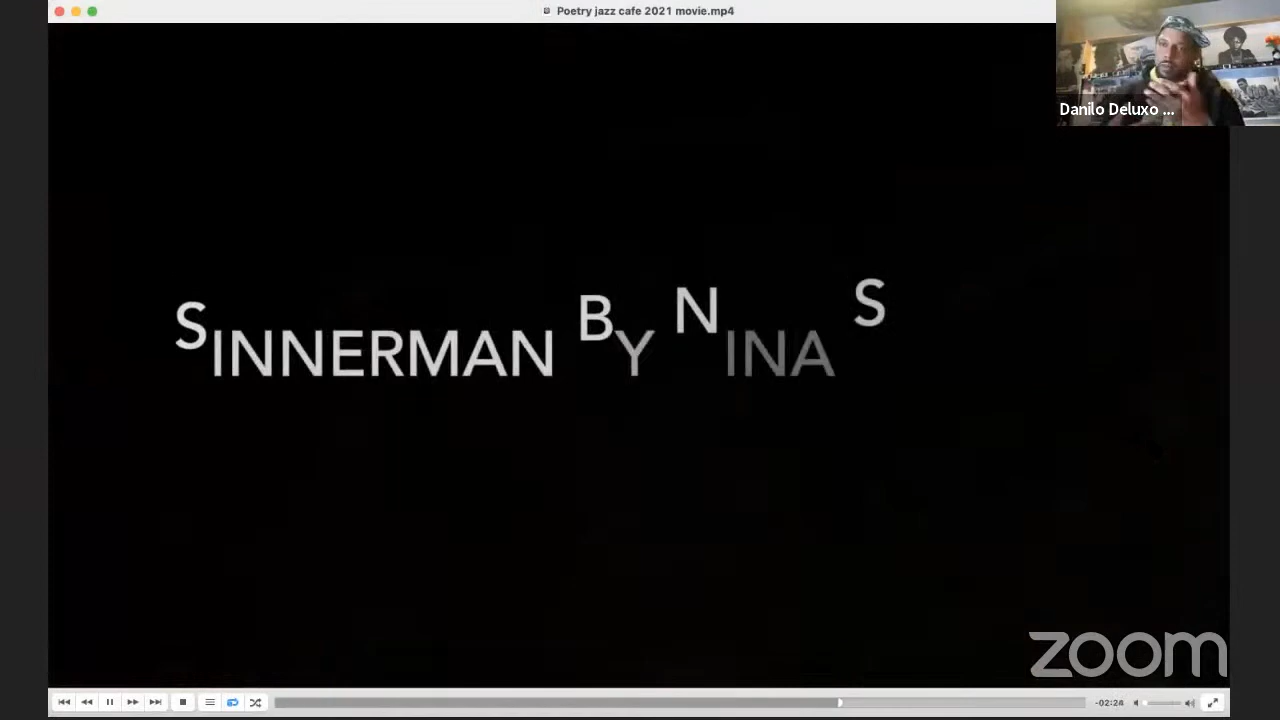 Poetry jazz cafe 2021 movie.mp4
Danilo Deluxo ...
SINNERMAN BY NINA S
zoom
-02:24